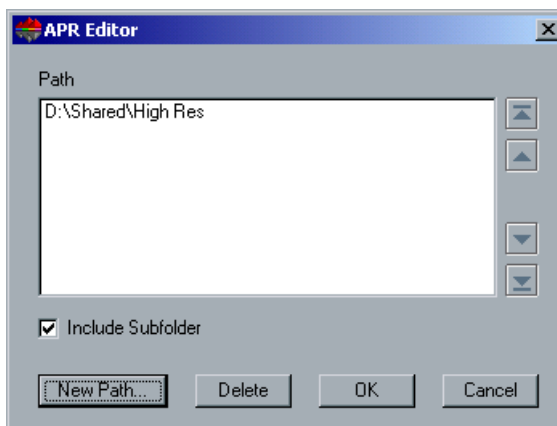 APR Editor
Path
D:\Shared\High Res
Include Subfolder
New Path... Delete OK Cancel